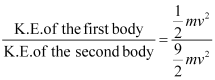 K.E.of the first body / K.E.of the second body = (1/2 mv²) / (9/2 mv²)